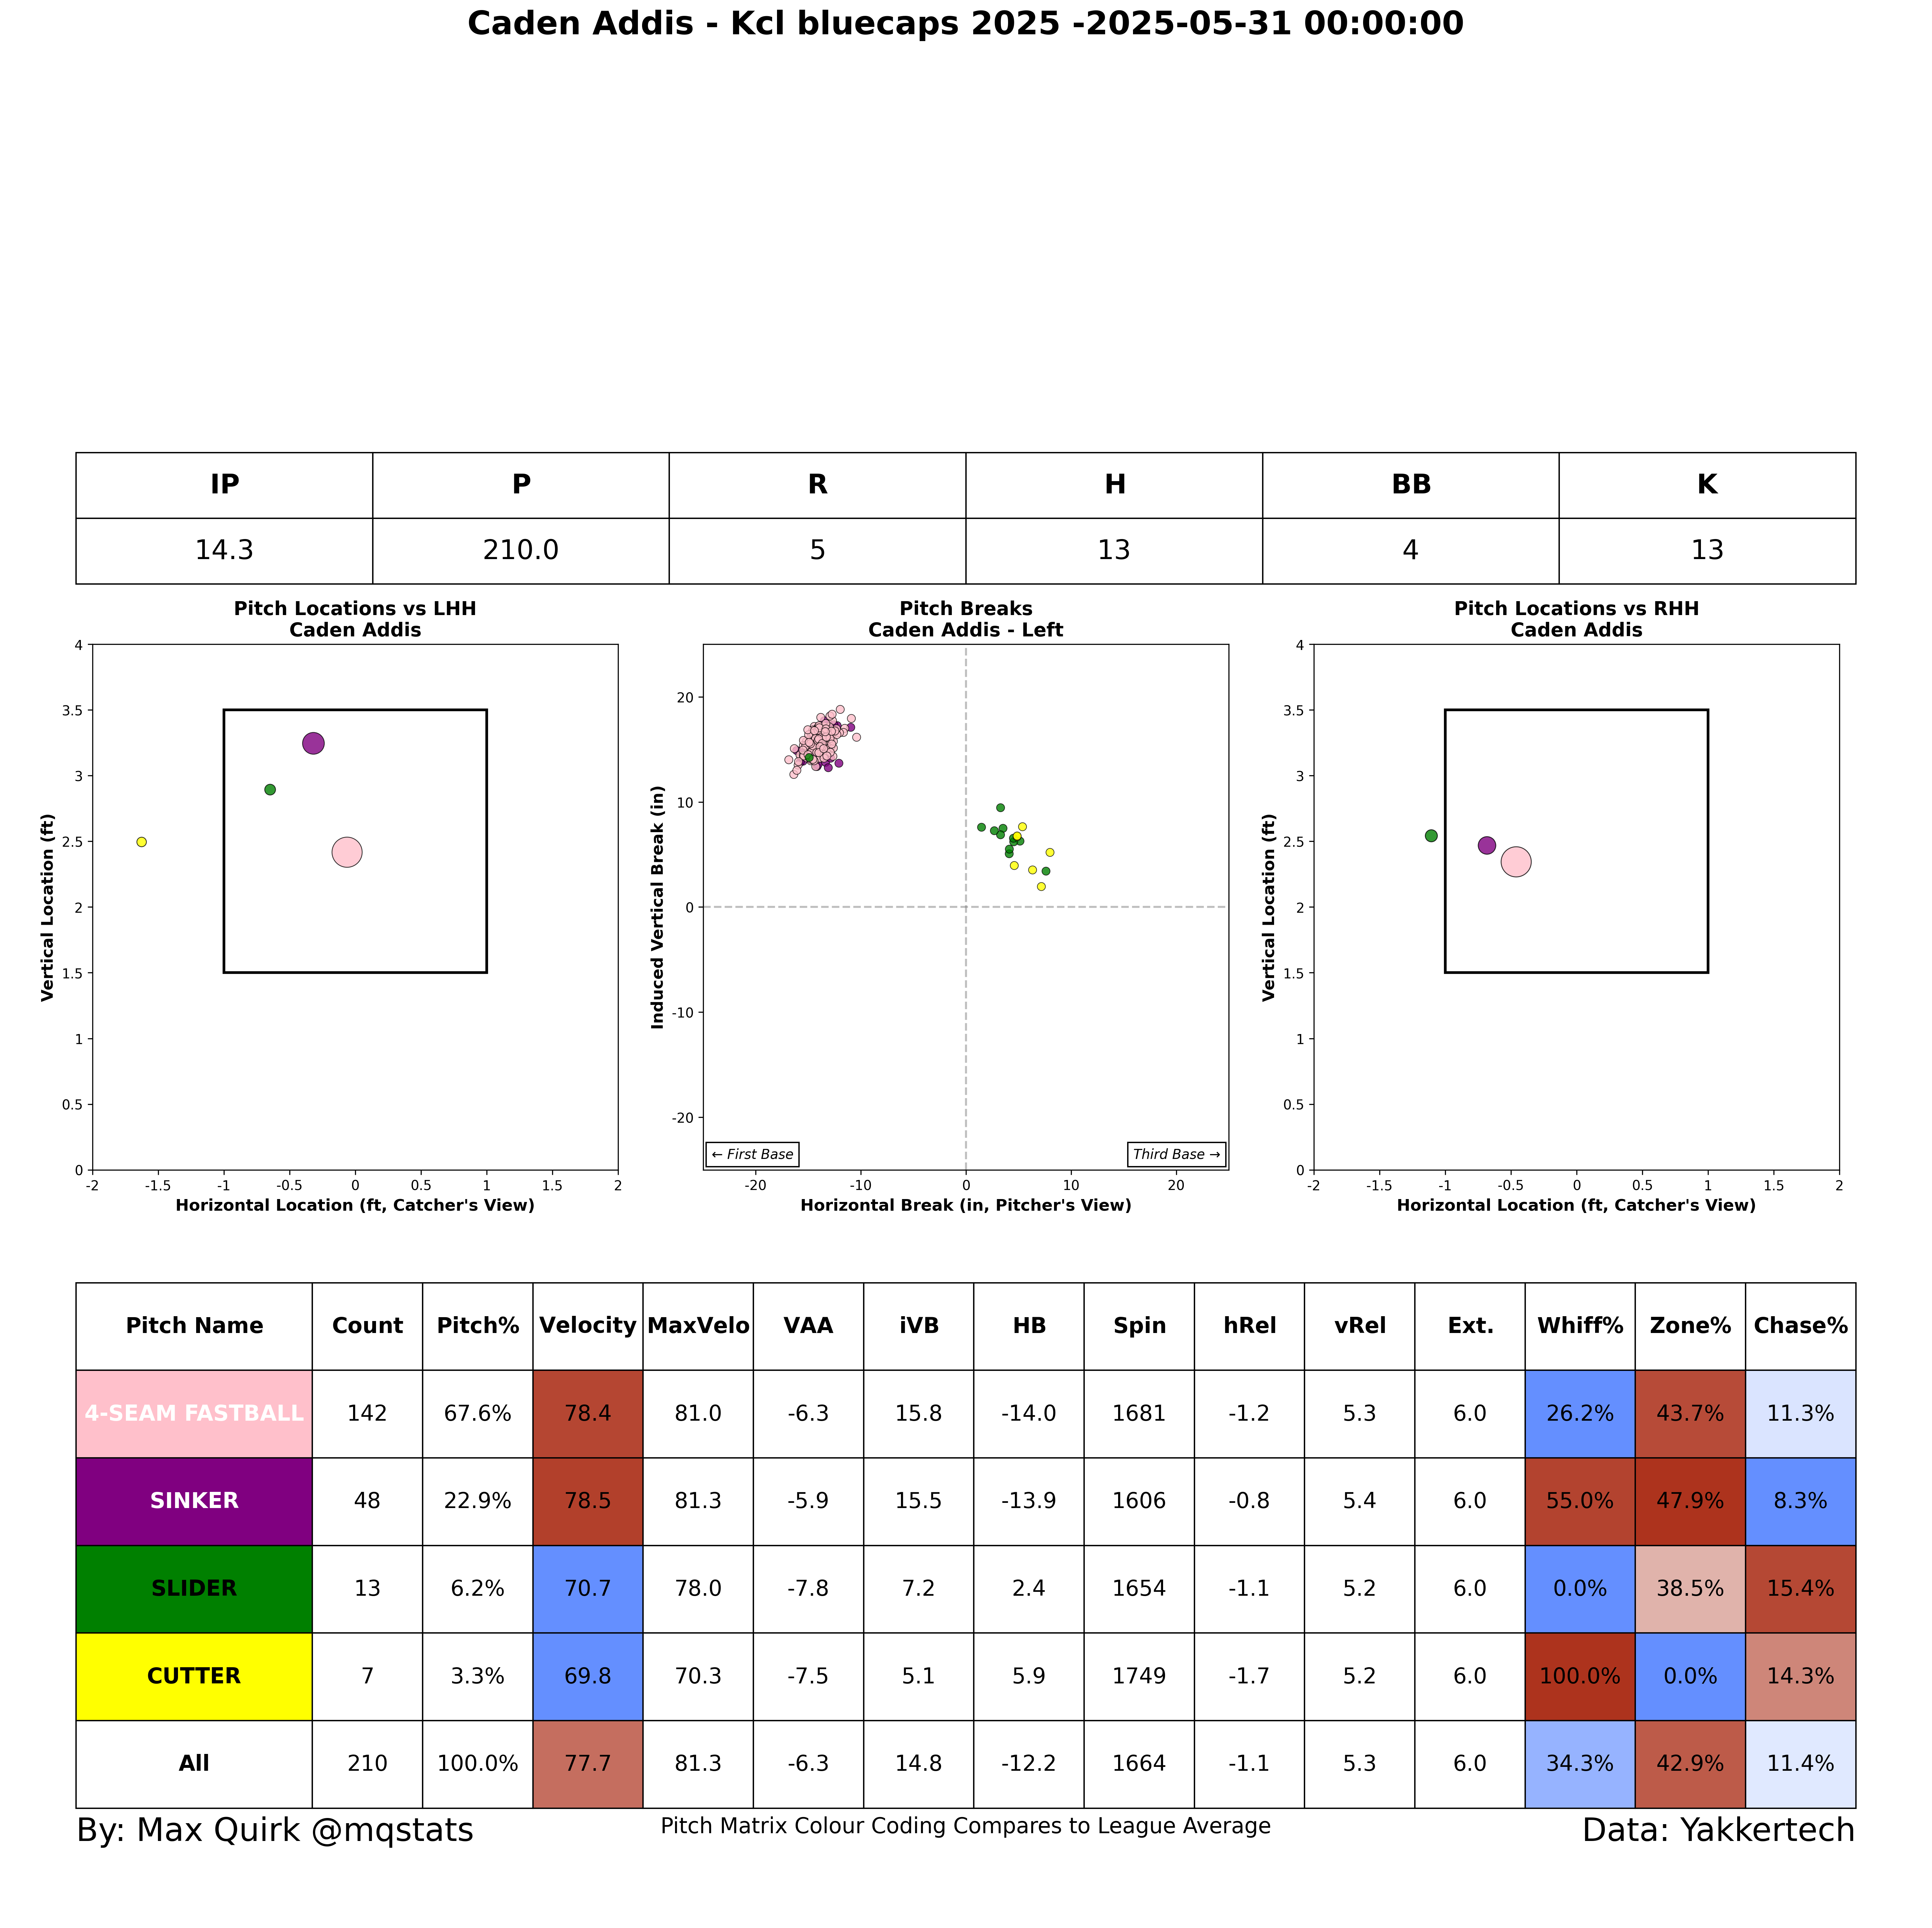 Caden Addis - Kcl bluecaps 2025 -2025-05-31 00:00:00
IP P R H BB K
14.3 210.0 5 13 4 13
Pitch Locations vs LHH
Caden Addis
4
3.5
3
2.5
2
1.5
1
0.5
0
-2 -1.5 -1 -0.5 0 0.5 1 1.5 2
Vertical Location (ft)
Horizontal Location (ft, Catcher's View)
Pitch Breaks
Caden Addis - Left
20
10
0
-10
-20
-20 -10 0 10 20
Induced Vertical Break (in)
← First Base
Third Base →
Horizontal Break (in, Pitcher's View)
Pitch Locations vs RHH
Caden Addis
4
3.5
3
2.5
2
1.5
1
0.5
0
-2 -1.5 -1 -0.5 0 0.5 1 1.5 2
Vertical Location (ft)
Horizontal Location (ft, Catcher's View)
Pitch Name Count Pitch% Velocity MaxVelo VAA iVB HB Spin hRel vRel Ext. Whiff% Zone% Chase%
4-SEAM FASTBALL 142 67.6% 78.4 81.0 -6.3 15.8 -14.0 1681 -1.2 5.3 6.0 26.2% 43.7% 11.3%
SINKER 48 22.9% 78.5 81.3 -5.9 15.5 -13.9 1606 -0.8 5.4 6.0 55.0% 47.9% 8.3%
SLIDER 13 6.2% 70.7 78.0 -7.8 7.2 2.4 1654 -1.1 5.2 6.0 0.0% 38.5% 15.4%
CUTTER 7 3.3% 69.8 70.3 -7.5 5.1 5.9 1749 -1.7 5.2 6.0 100.0% 0.0% 14.3%
All 210 100.0% 77.7 81.3 -6.3 14.8 -12.2 1664 -1.1 5.3 6.0 34.3% 42.9% 11.4%
By: Max Quirk @mqstats
Pitch Matrix Colour Coding Compares to League Average
Data: Yakkertech